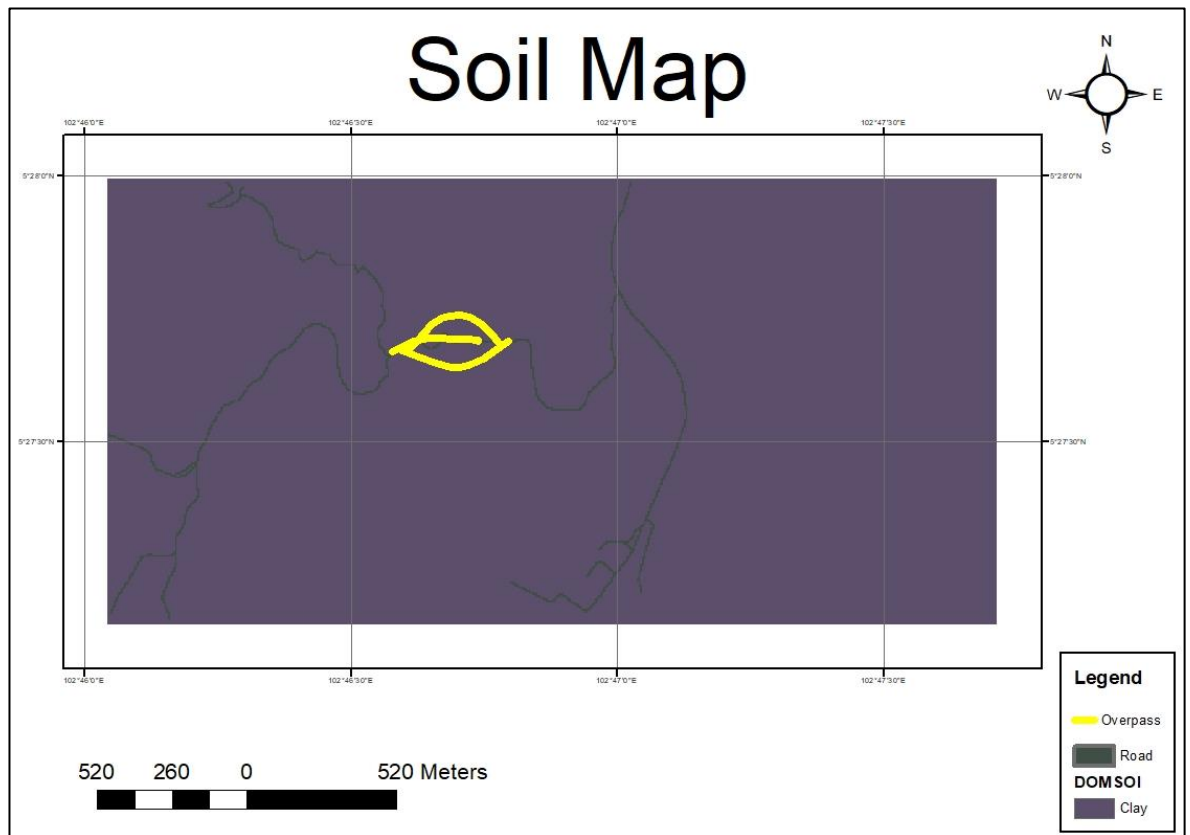 Soil Map
N
W E
S
102°46'0"E 102°46'30"E 102°47'0"E 102°47'30"E
5°28'0"N 5°28'0"N
5°27'30"N 5°27'30"N
102°46'0"E 102°46'30"E 102°47'0"E 102°47'30"E
Legend
Overpass
Road
DOMSOI
Clay
520 260 0 520 Meters